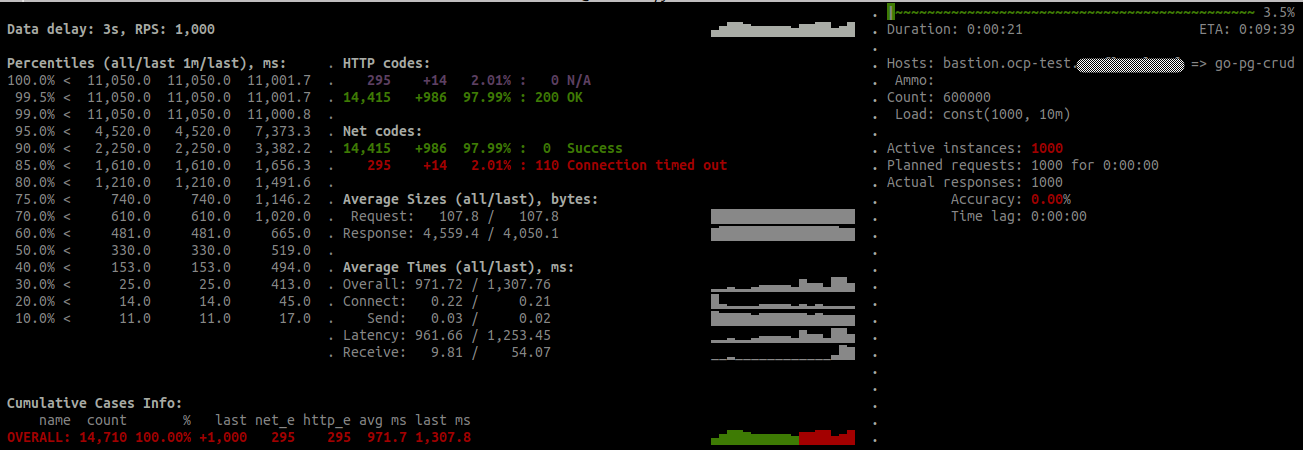 Data delay: 3s, RPS: 1,000
Percentiles (all/last 1m/last), ms:
100.0% < 11,050.0 11,050.0 11,001.7
99.5% < 11,050.0 11,050.0 11,001.7
99.0% < 11,050.0 11,050.0 11,000.8
95.0% < 4,520.0 4,520.0 7,373.3
90.0% < 2,250.0 2,250.0 3,382.2
85.0% < 1,610.0 1,610.0 1,656.3
80.0% < 1,210.0 1,210.0 1,491.6
75.0% < 740.0 740.0 1,146.2
70.0% < 610.0 610.0 1,020.0
60.0% < 481.0 481.0 665.0
50.0% < 330.0 330.0 519.0
40.0% < 153.0 153.0 494.0
30.0% < 25.0 25.0 413.0
20.0% < 14.0 14.0 45.0
10.0% < 11.0 11.0 17.0
HTTP codes:
295 +14 2.01% : 0 N/A
14,415 +986 97.99% : 200 OK
Net codes:
14,415 +986 97.99% : 0 Success
295 +14 2.01% : 110 Connection timed out
Average Sizes (all/last), bytes:
Request: 107.8 / 107.8
Response: 4,559.4 / 4,050.1
Average Times (all/last), ms:
Overall: 971.72 / 1,307.76
Connect: 0.22 / 0.21
Send: 0.03 / 0.02
Latency: 961.66 / 1,253.45
Receive: 9.81 / 54.07
Cumulative Cases Info:
name count % last net_e http_e avg ms last ms
OVERALL: 14,710 100.00% +1,000 295 295 971.7 1,307.8
3.5%
Duration: 0:00:21 ETA: 0:09:39
Hosts: bastion.ocp-test. => go-pg-crud
Ammo:
Count: 600000
Load: const(1000, 10m)
Active instances: 1000
Planned requests: 1000 for 0:00:00
Actual responses: 1000
Accuracy: 0.00%
Time lag: 0:00:00